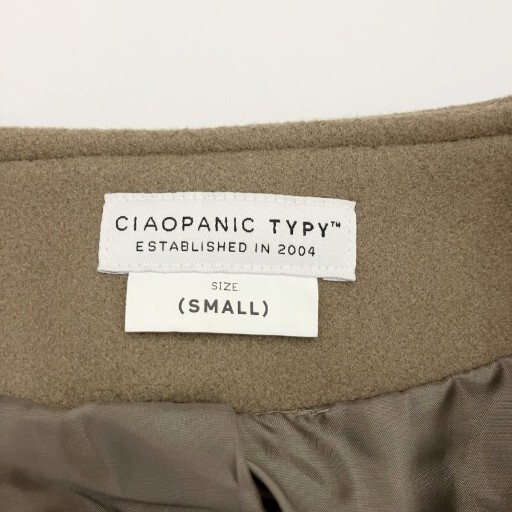 CIAOPANIC TYPY™
ESTABLISHED IN 2004
SIZE
(SMALL)